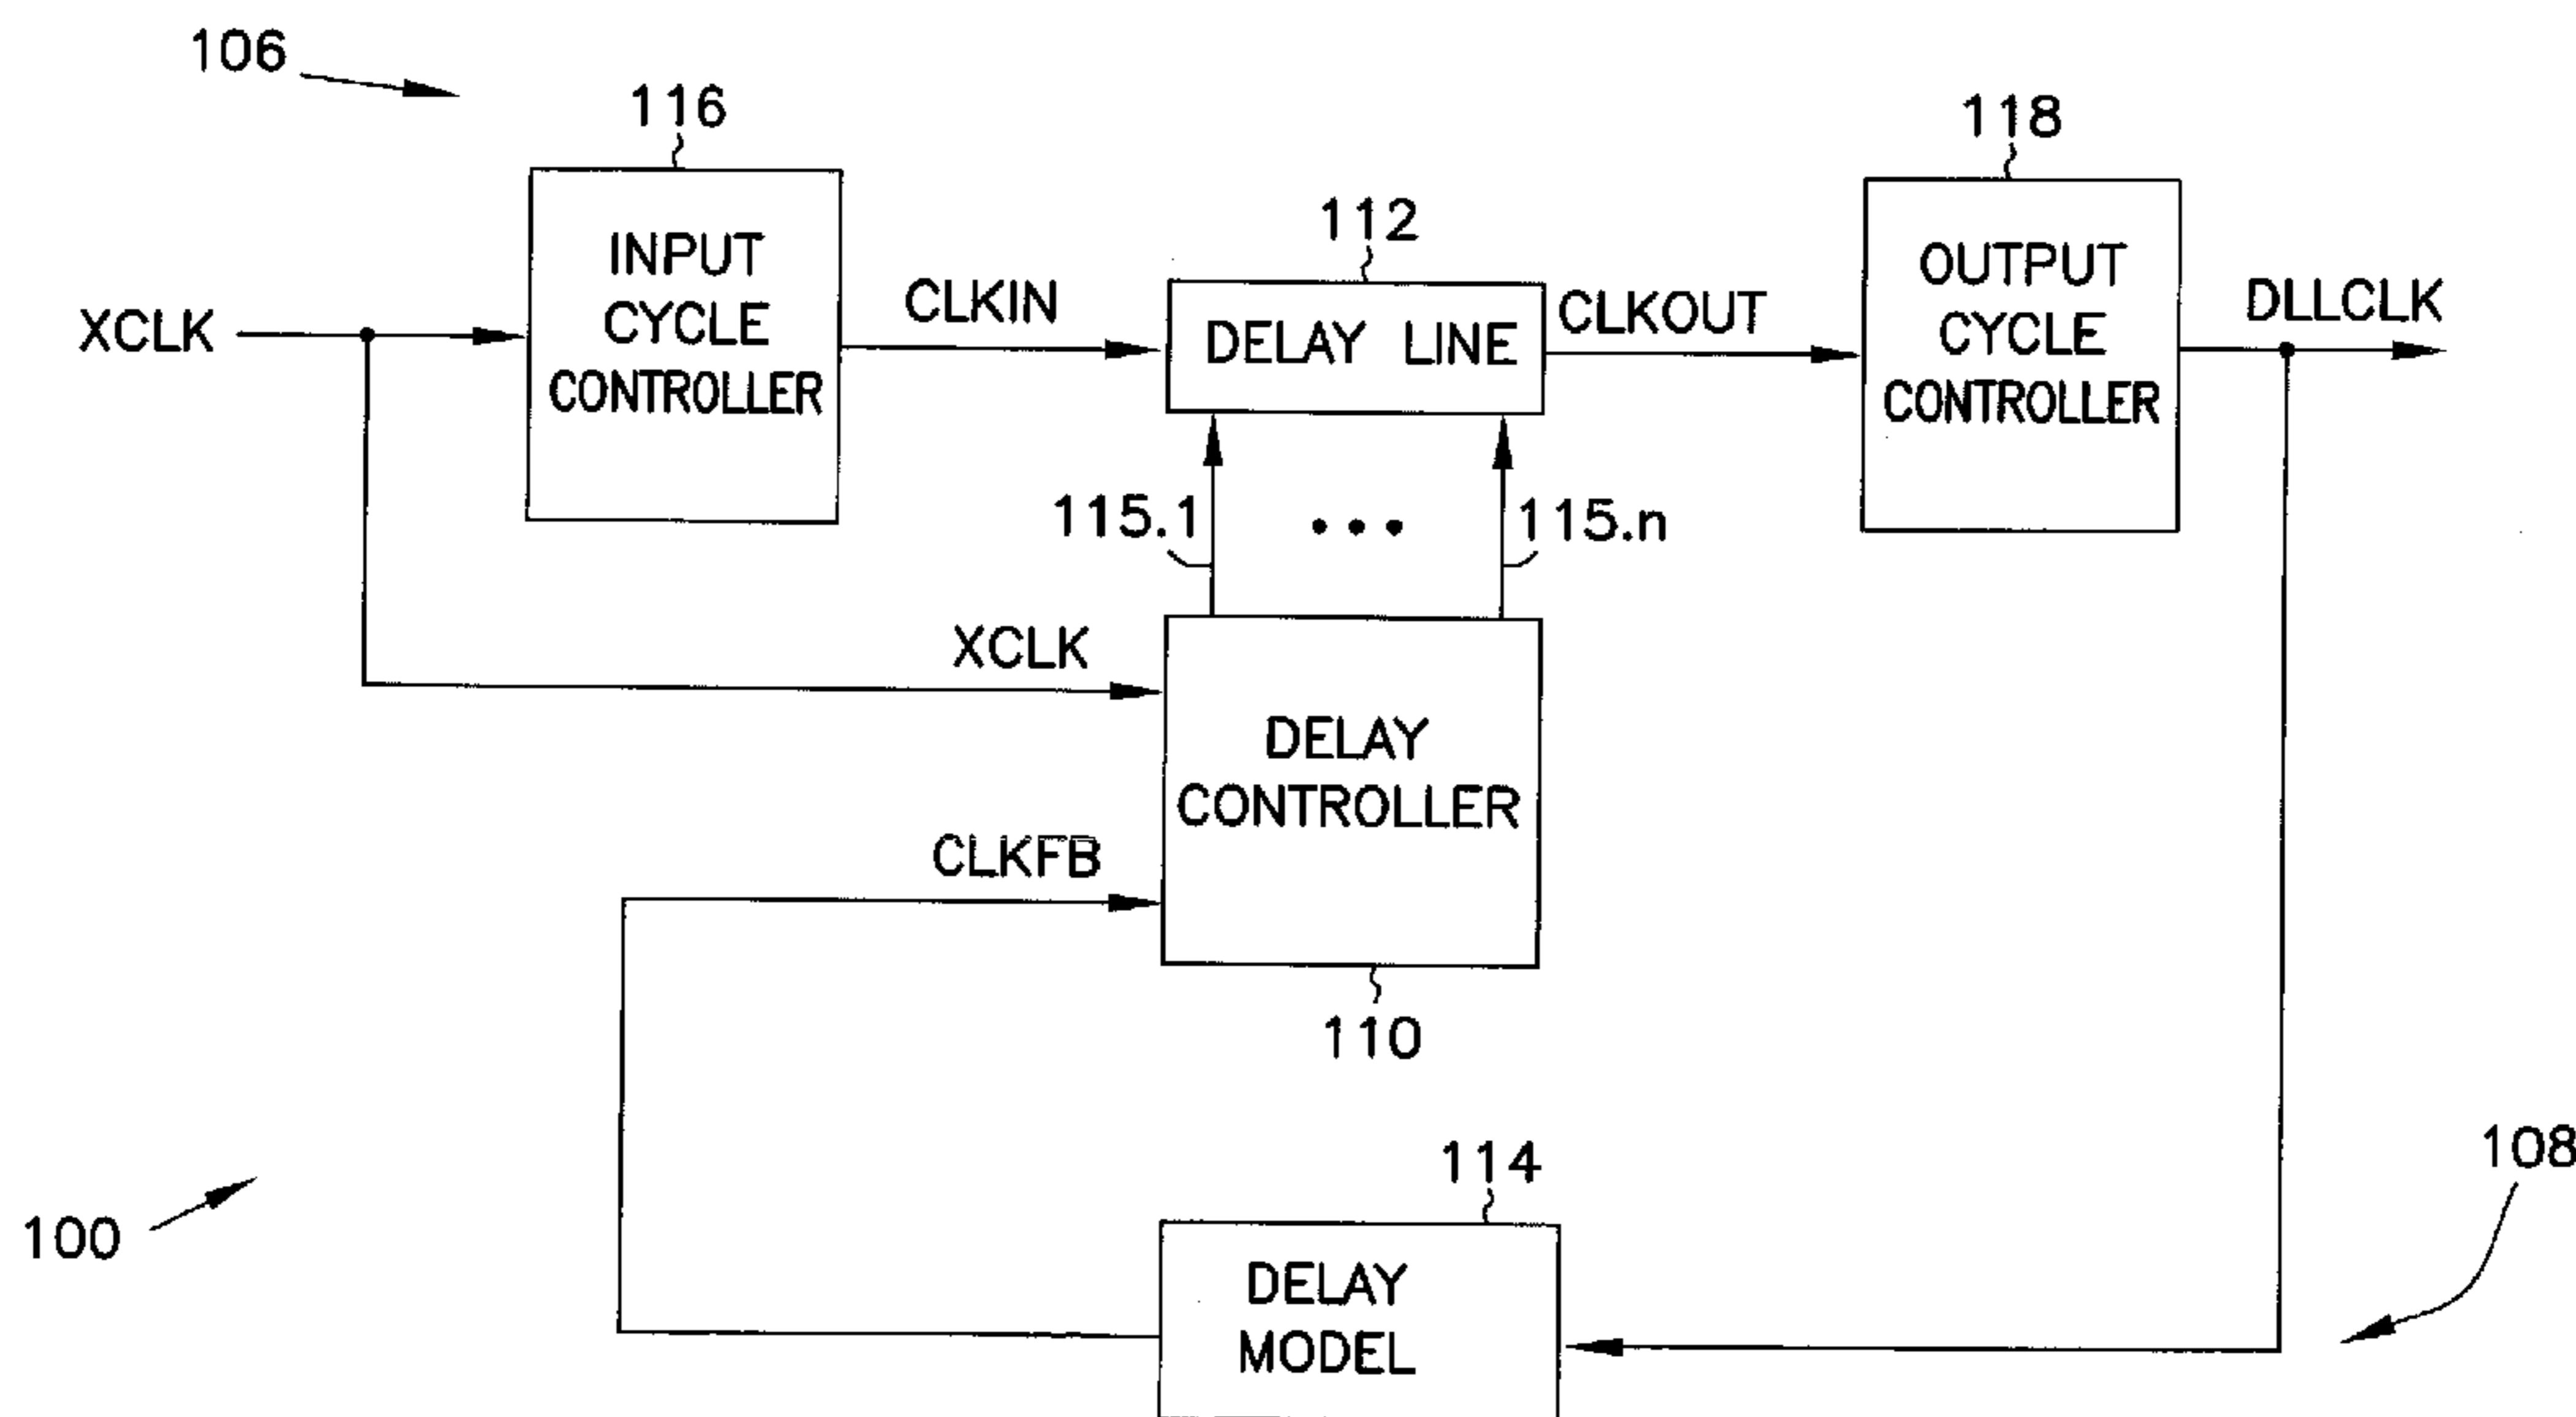 106
116
118
112
INPUT
CYCLE
CONTROLLER
OUTPUT
CYCLE
CONTROLLER
XCLK
CLKIN
DELAY LINE
CLKOUT
DLLCLK
115.1
• • •
115.n
XCLK
DELAY
CONTROLLER
CLKFB
110
114
108
100
DELAY
MODEL